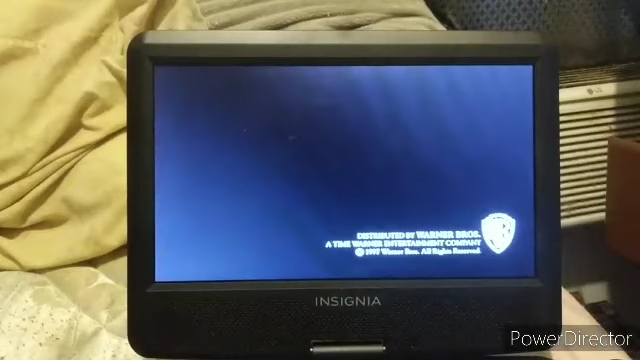 DISTRIBUTED BY WARNER BROS.
A TIME WARNER ENTERTAINMENT COMPANY
© 1997 Warner Bros. All Rights Reserved.
INSIGNIA
PowerDirector